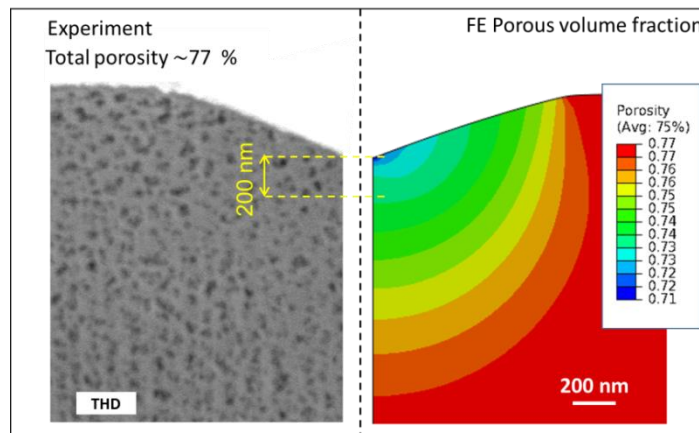 Experiment
Total porosity ~77 %
200 nm
THD
FE Porous volume fraction
Porosity
(Avg: 75%)
0.77
0.77
0.76
0.76
0.75
0.75
0.74
0.74
0.73
0.73
0.72
0.72
0.71
200 nm